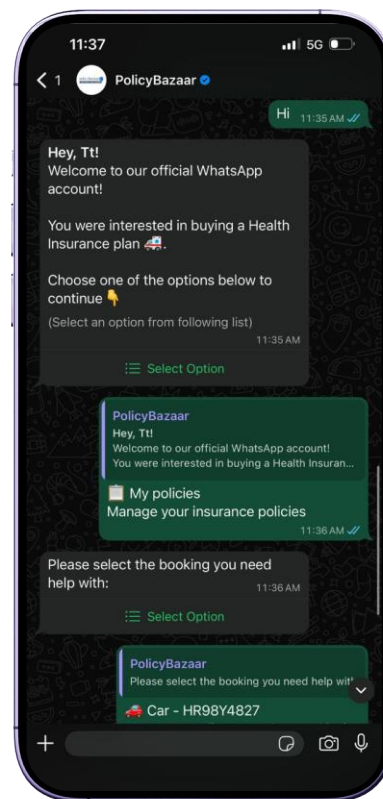 11:37
5G
1
PolicyBazaar
Hi 11:35 AM
Hey, Tt!
Welcome to our official WhatsApp
account!
You were interested in buying a Health
Insurance plan 🚑.
Choose one of the options below to
continue 👇
(Select an option from following list)
11:35 AM
Select Option
PolicyBazaar
Hey, Tt!
Welcome to our official WhatsApp account!
You were interested in buying a Health Insuran...
📋 My policies
Manage your insurance policies
11:36 AM
Please select the booking you need
help with:
11:36 AM
Select Option
PolicyBazaar
Please select the booking you need help
🚗 Car - HR98Y4827